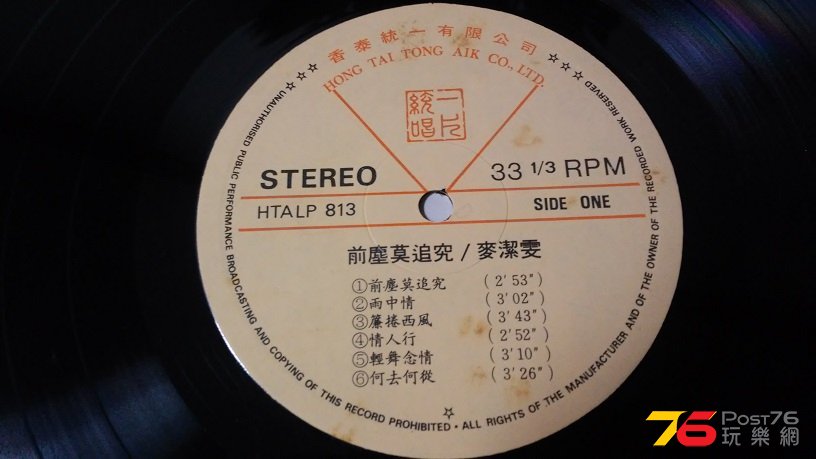 香泰統一有限公司
HONG TAI TONG AIK CO., LTD.
統一
唱片
STEREO
33 1/3 RPM
HTALP 813
SIDE ONE
前塵莫追究 / 麥潔雯
①前塵莫追究 (2'53")
②雨中情 (3'02")
③簾捲西風 (3'43")
④情人行 (2'52")
⑤輕舞念情 (3'10")
⑥何去何從 (3'26")
☆☆☆ UNAUTHORISED PUBLIC PERFORMANCE BROADCASTING AND COPYING OF THIS RECORD PROHIBITED · ALL RIGHTS OF THE MANUFACTURER AND OF THE OWNER OF THE RECORDED WORK RESERVED ☆☆☆
76 Post76
玩樂網